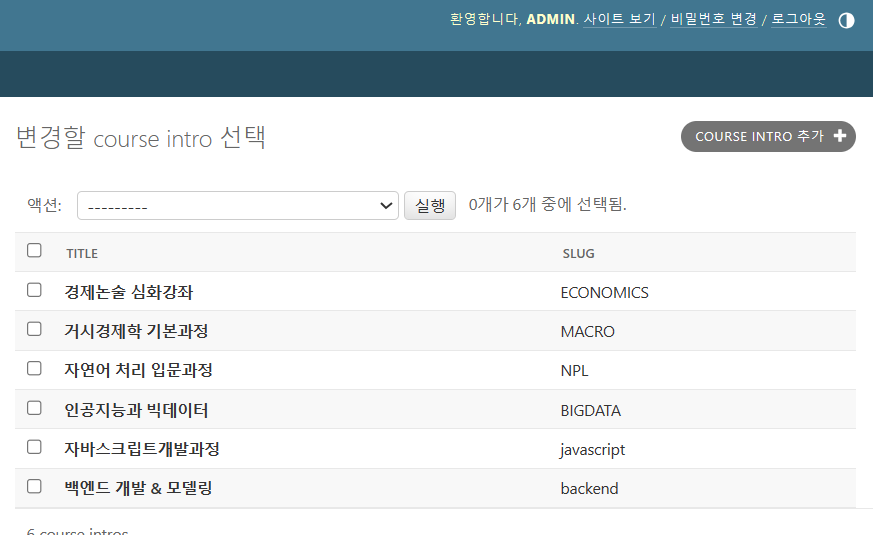 환영합니다, ADMIN. 사이트 보기 / 비밀번호 변경 / 로그아웃
변경할 course intro 선택
COURSE INTRO 추가
액션: --------- 실행 0개가 6개 중에 선택됨.
TITLE SLUG
경제논술 심화강좌 ECONOMICS
거시경제학 기본과정 MACRO
자연어 처리 입문과정 NPL
인공지능과 빅데이터 BIGDATA
자바스크립트개발과정 javascript
백엔드 개발 & 모델링 backend
6 course intros